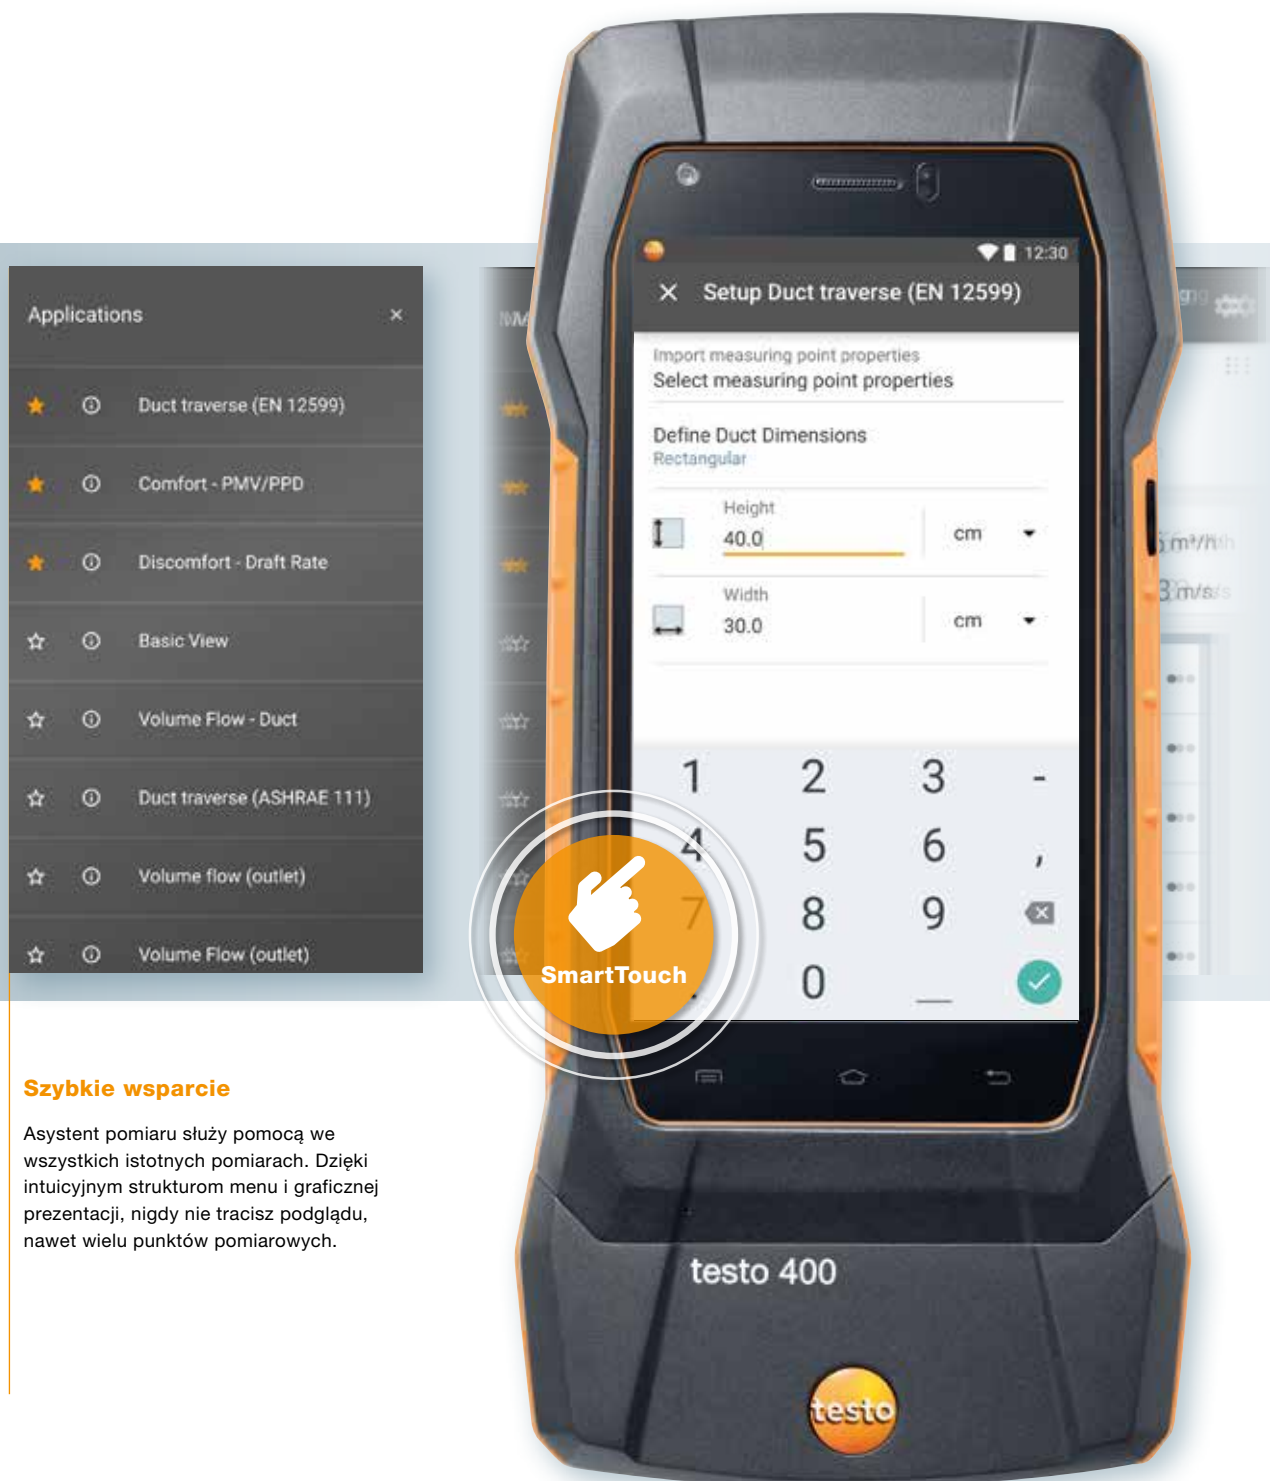 Applications
Duct traverse (EN 12599)
Comfort - PMV/PPD
Discomfort - Draft Rate
Basic View
Volume Flow - Duct
Duct traverse (ASHRAE 111)
Volume flow (outlet)
Volume Flow (outlet)
12:30
Setup Duct traverse (EN 12599)
Import measuring point properties
Select measuring point properties
Define Duct Dimensions
Rectangular
Height
40.0 cm
Width
30.0 cm
1 2 3 -
4 5 6 ,
7 8 9
. 0 _
SmartTouch
m³/h
m/s
Szybkie wsparcie
Asystent pomiaru służy pomocą we
wszystkich istotnych pomiarach. Dzięki
intuicyjnym strukturom menu i graficznej
prezentacji, nigdy nie tracisz podglądu,
nawet wielu punktów pomiarowych.
testo 400
testo